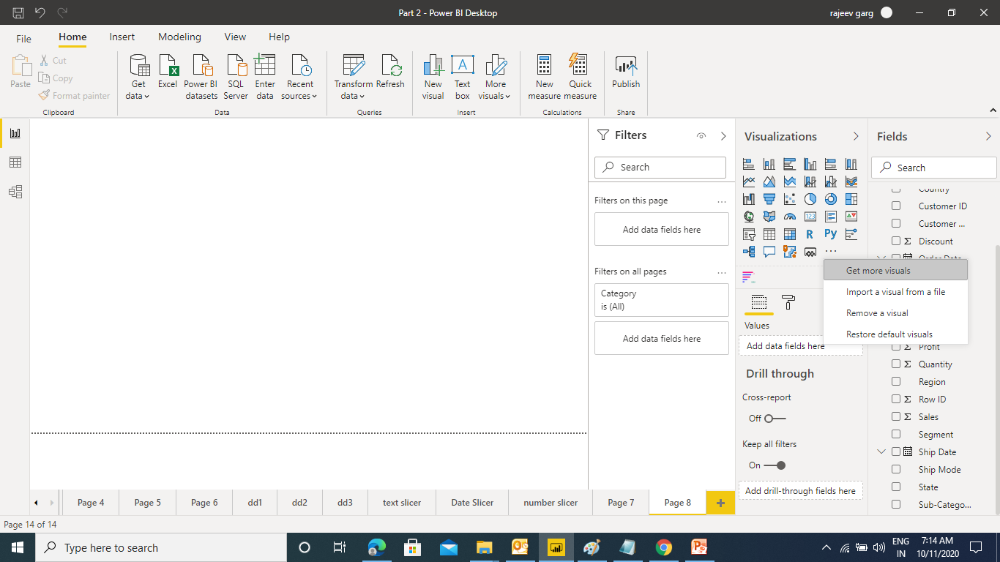 Part 2 - Power BI Desktop
rajeev garg
File
Home
Insert
Modeling
View
Help
Paste
Cut
Copy
Format painter
Clipboard
Get data
Excel
Power BI datasets
SQL Server
Enter data
Recent sources
Data
Transform data
Refresh
Queries
New visual
Text box
More visuals
Insert
New measure
Quick measure
Calculations
Publish
Share
Filters
Search
Filters on this page
...
Add data fields here
Filters on all pages
...
Category
is (All)
Add data fields here
Visualizations
123
R
Py
...
Get more visuals
Import a visual from a file
Remove a visual
Restore default visuals
Values
Add data fields here
Drill through
Cross-report
Off
Keep all filters
On
Add drill-through fields here
Fields
Search
Country
Customer ID
Customer ...
Σ Discount
Order Date
Σ Profit
Σ Quantity
Region
Σ Row ID
Σ Sales
Segment
Ship Date
Ship Mode
State
Sub-Catego...
Page 4
Page 5
Page 6
dd1
dd2
dd3
text slicer
Date Slicer
number slicer
Page 7
Page 8
Page 14 of 14
Type here to search
ENG
IN
7:14 AM
10/11/2020